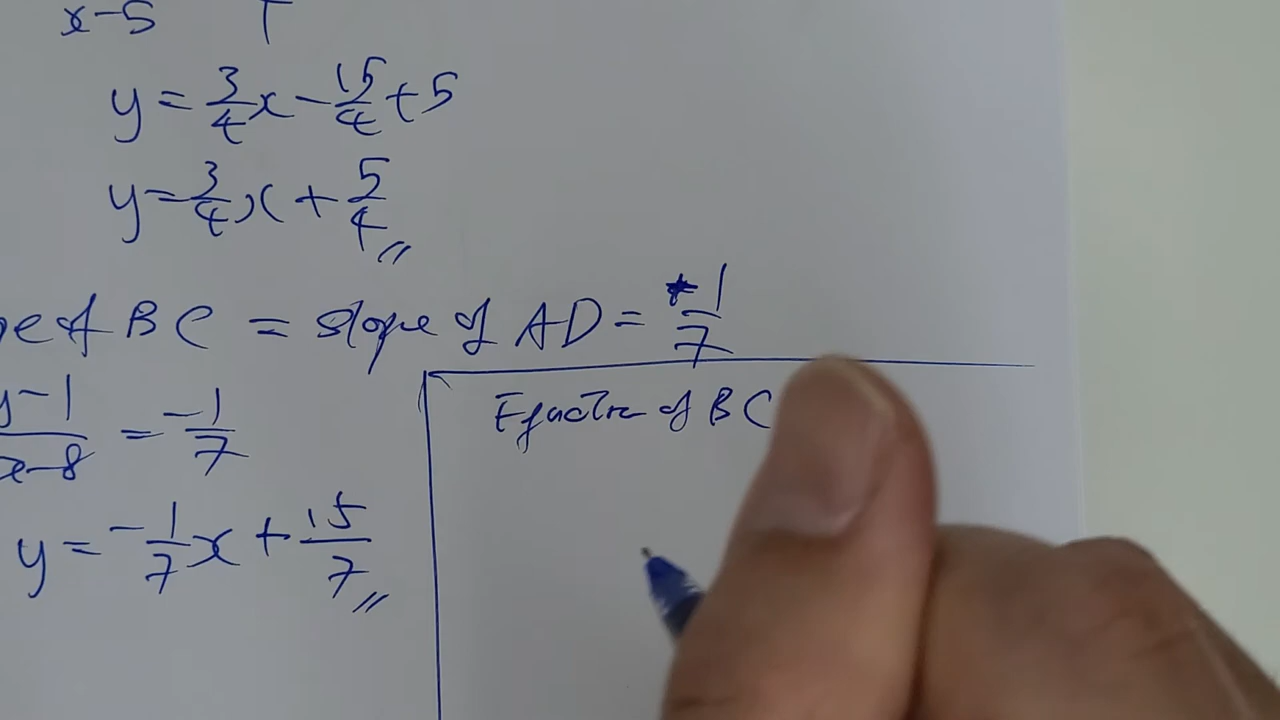 x-5
y = 3/4 x - 15/4 + 5
y = 3/4 x + 5/4 //
pe of BC = slope of AD = -1/7
y-1/x-8 = -1/7
y = -1/7 x + 15/7 //
of BC